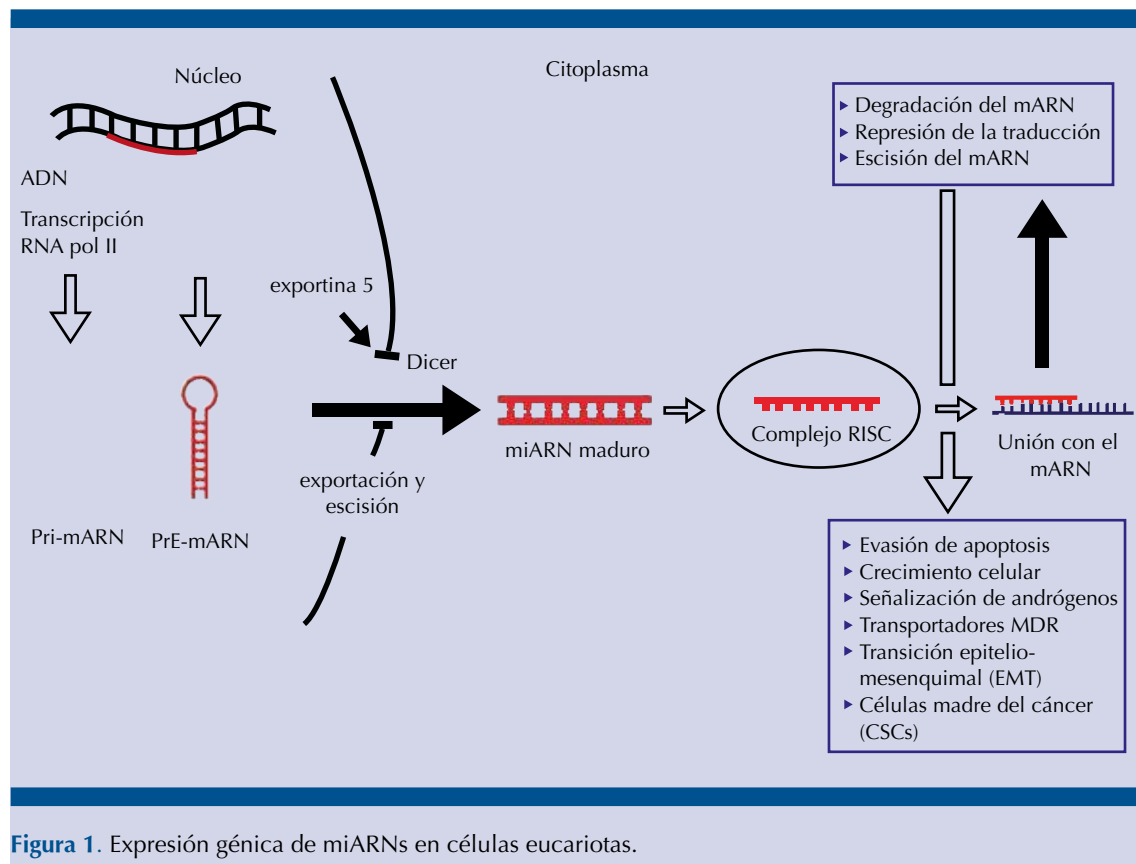 Núcleo
Citoplasma
ADN
Transcripción
RNA pol II
exportina 5
Dicer
exportación y
escisión
Pri-mARN
PrE-mARN
miARN maduro
Complejo RISC
Unión con el
mARN
▸ Degradación del mARN
▸ Represión de la traducción
▸ Escisión del mARN
▸ Evasión de apoptosis
▸ Crecimiento celular
▸ Señalización de andrógenos
▸ Transportadores MDR
▸ Transición epitelio-
mesenquimal (EMT)
▸ Células madre del cáncer
(CSCs)
Figura 1. Expresión génica de miARNs en células eucariotas.